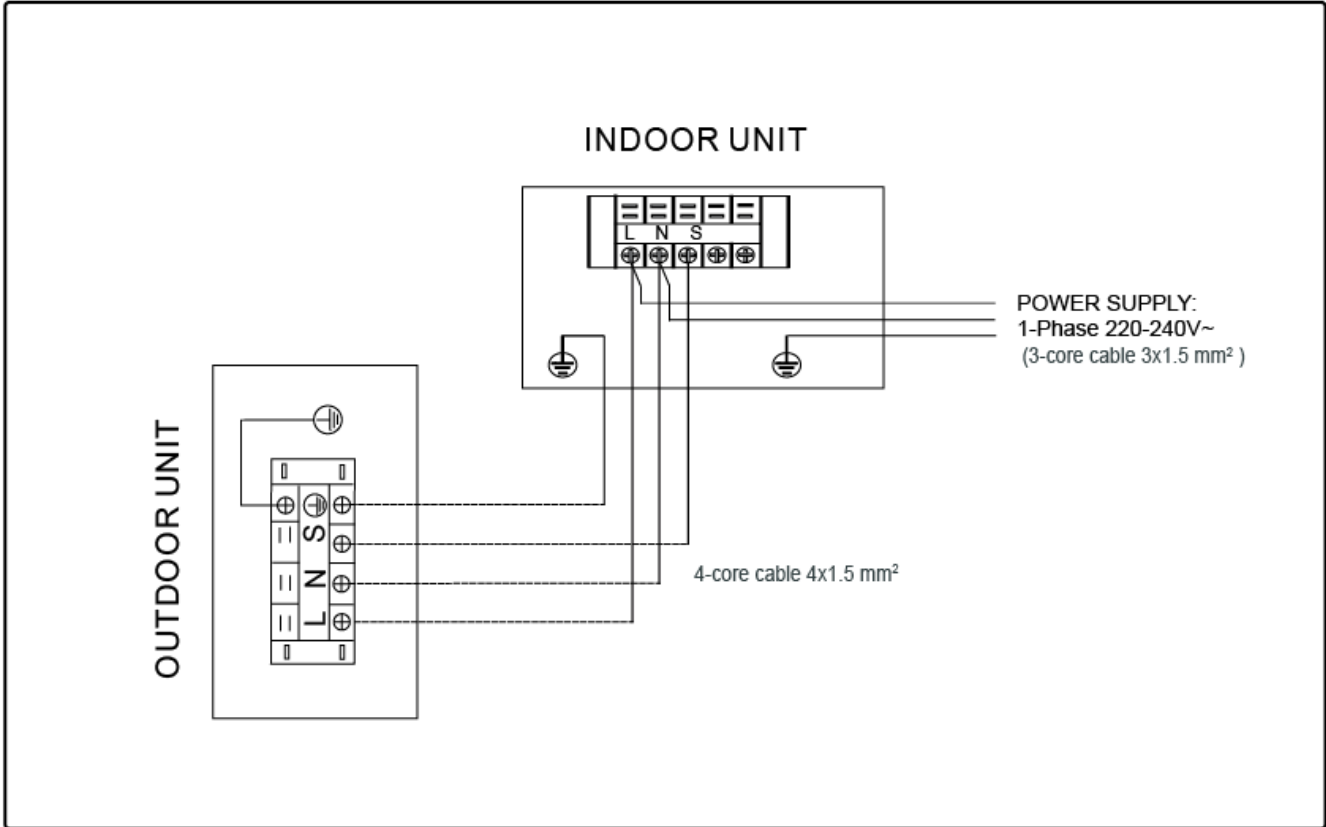 INDOOR UNIT
L N S
POWER SUPPLY:
1-Phase 220-240V~
(3-core cable 3x1.5 mm²)
OUTDOOR UNIT
S
N
L
4-core cable 4x1.5 mm²